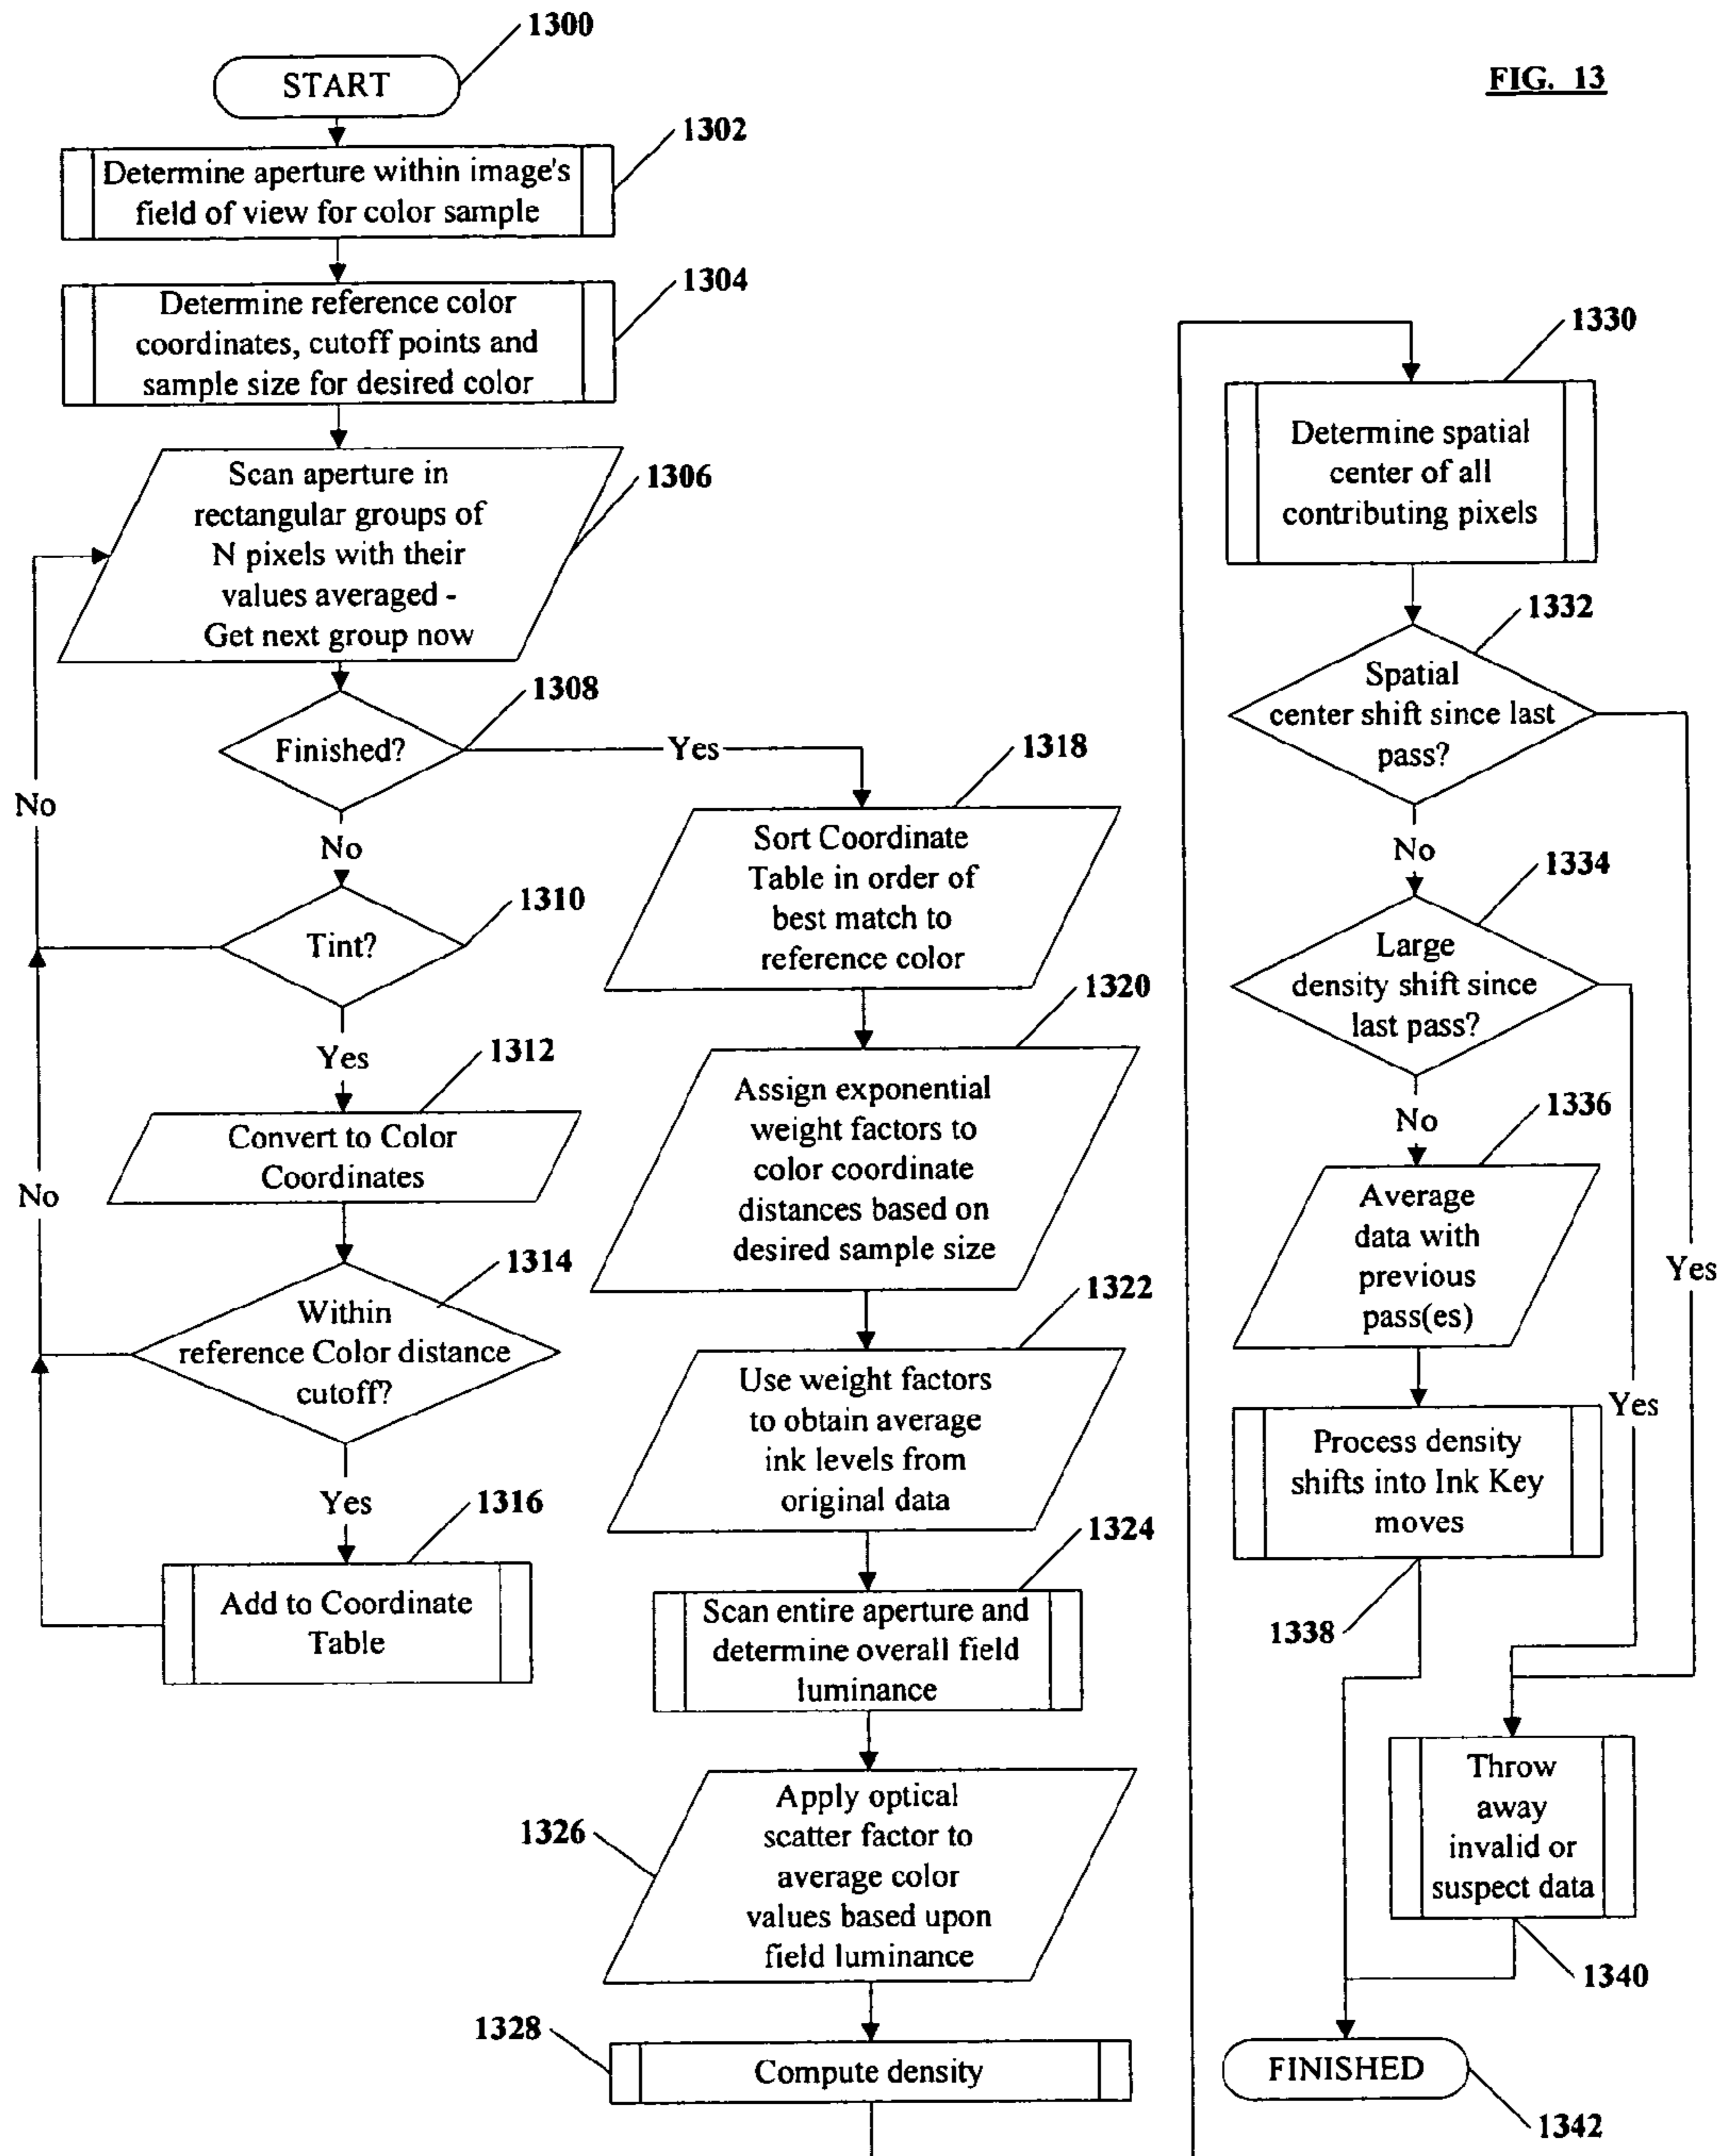 FIG. 13
1300
START
1302
Determine aperture within image's
field of view for color sample
1304
Determine reference color
coordinates, cutoff points and
sample size for desired color
1306
Scan aperture in
rectangular groups of
N pixels with their
values averaged -
Get next group now
1308
Finished?
Yes
No
No
1310
Tint?
Yes
1312
Convert to Color
Coordinates
No
1314
Within
reference Color distance
cutoff?
Yes
1316
Add to Coordinate
Table
1318
Sort Coordinate
Table in order of
best match to
reference color
1320
Assign exponential
weight factors to
color coordinate
distances based on
desired sample size
1322
Use weight factors
to obtain average
ink levels from
original data
1324
Scan entire aperture and
determine overall field
luminance
1326
Apply optical
scatter factor to
average color
values based upon
field luminance
1328
Compute density
1330
Determine spatial
center of all
contributing pixels
1332
Spatial
center shift since last
pass?
No
Yes
1334
Large
density shift since
last pass?
No
Yes
1336
Average
data with
previous
pass(es)
Process density
shifts into Ink Key
moves
1338
Throw
away
invalid or
suspect data
1340
FINISHED
1342